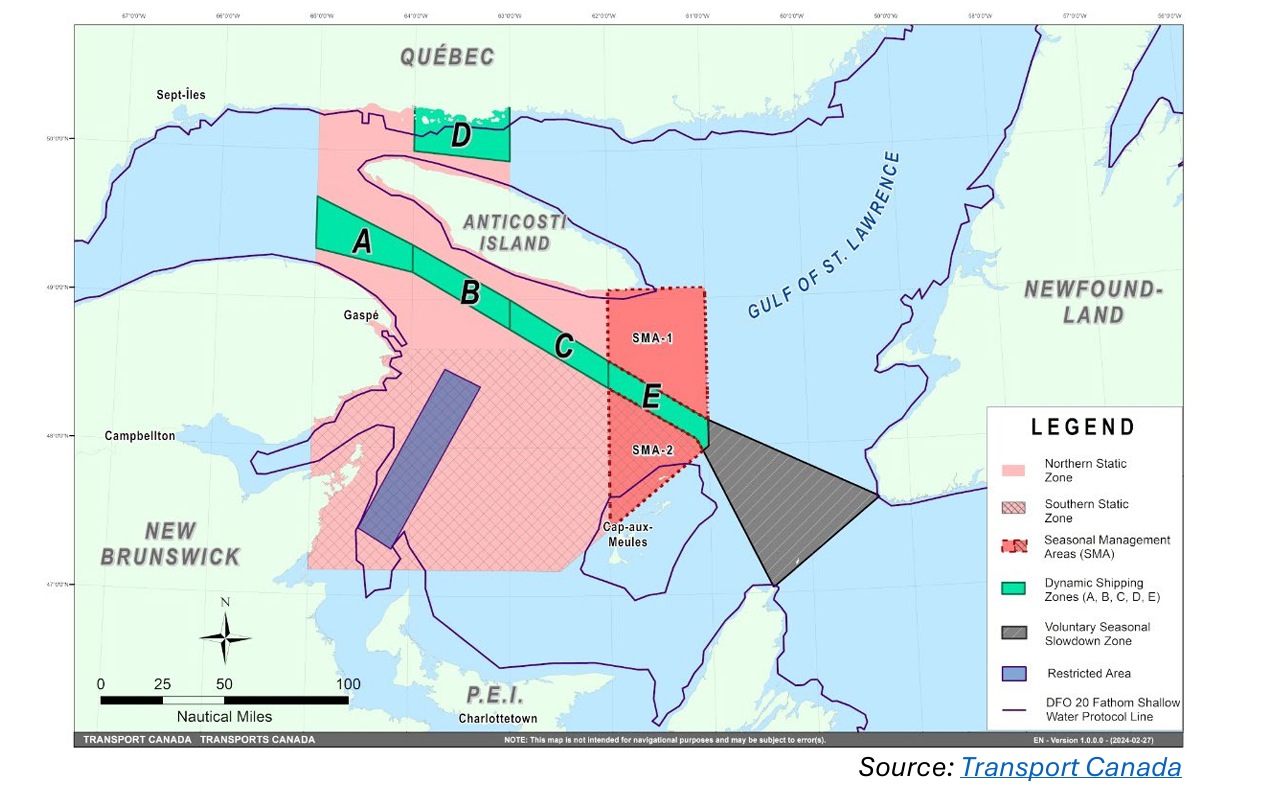 67°0'0"W 66°0'0"W 65°0'0"W 64°0'0"W 63°0'0"W 62°0'0"W 61°0'0"W 60°0'0"W 59°0'0"W 58°0'0"W 57°0'0"W 56°0'0"W
QUÉBEC
Sept-Îles
50°0'0"N
D
ANTICOSTI
ISLAND
A
GULF OF ST. LAWRENCE
49°0'0"N
B
NEWFOUND-
LAND
Gaspé
SMA-1
C
E
48°0'0"N
Campbellton
SMA-2
NEW
BRUNSWICK
Cap-aux-
Meules
47°0'0"N
N
0 25 50 100
Nautical Miles
P.E.I.
Charlottetown
LEGEND
Northern Static
Zone
Southern Static
Zone
Seasonal Management
Areas (SMA)
Dynamic Shipping
Zones (A, B, C, D, E)
Voluntary Seasonal
Slowdown Zone
Restricted Area
DFO 20 Fathom Shallow
Water Protocol Line
TRANSPORT CANADA TRANSPORTS CANADA
NOTE: This map is not intended for navigational purposes and may be subject to error(s).
EN - Version 1.0.0.0 - (2024-02-27)
Source: Transport Canada